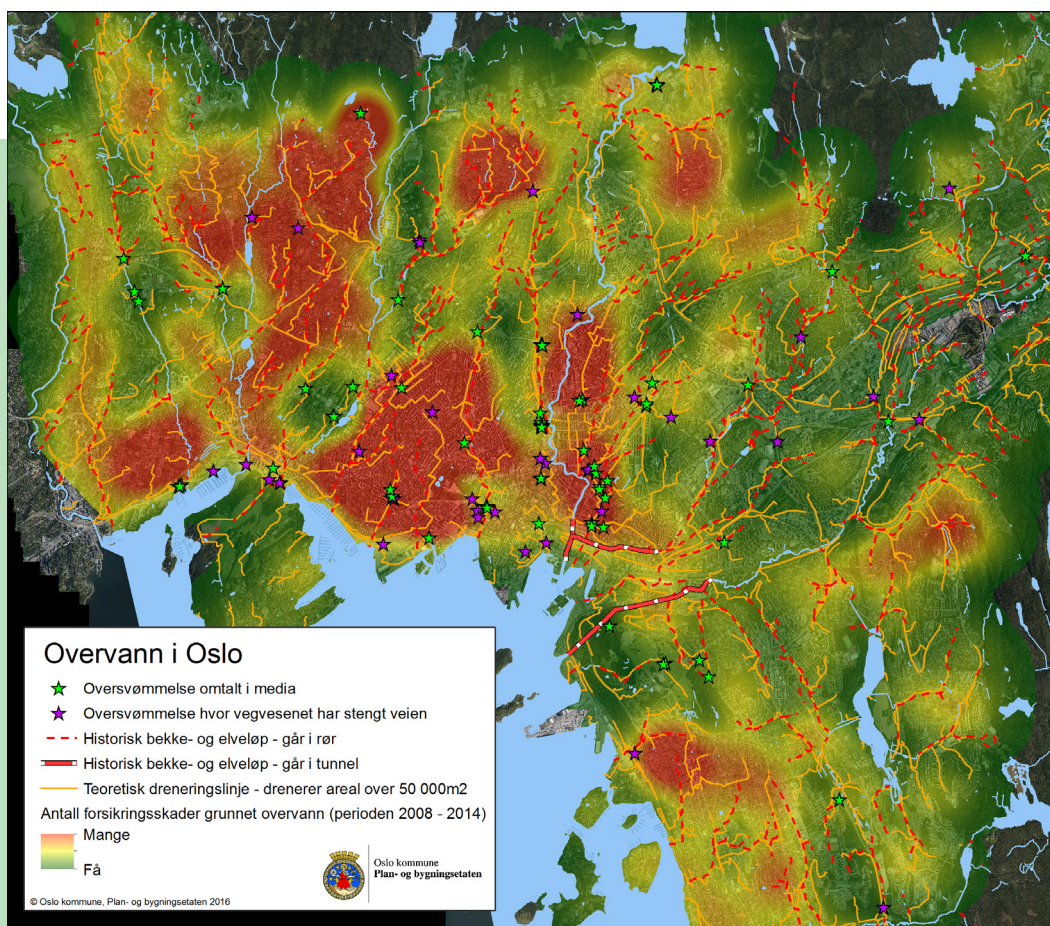 Overvann i Oslo
Oversvømmelse omtalt i media
Oversvømmelse hvor vegvesenet har stengt veien
Historisk bekke- og elveløp - går i rør
Historisk bekke- og elveløp - går i tunnel
Teoretisk dreneringslinje - drenerer areal over 50 000m2
Antall forsikringsskader grunnet overvann (perioden 2008 - 2014)
Mange
Få
Oslo kommune
Plan- og bygningsetaten
© Oslo kommune, Plan- og bygningsetaten 2016